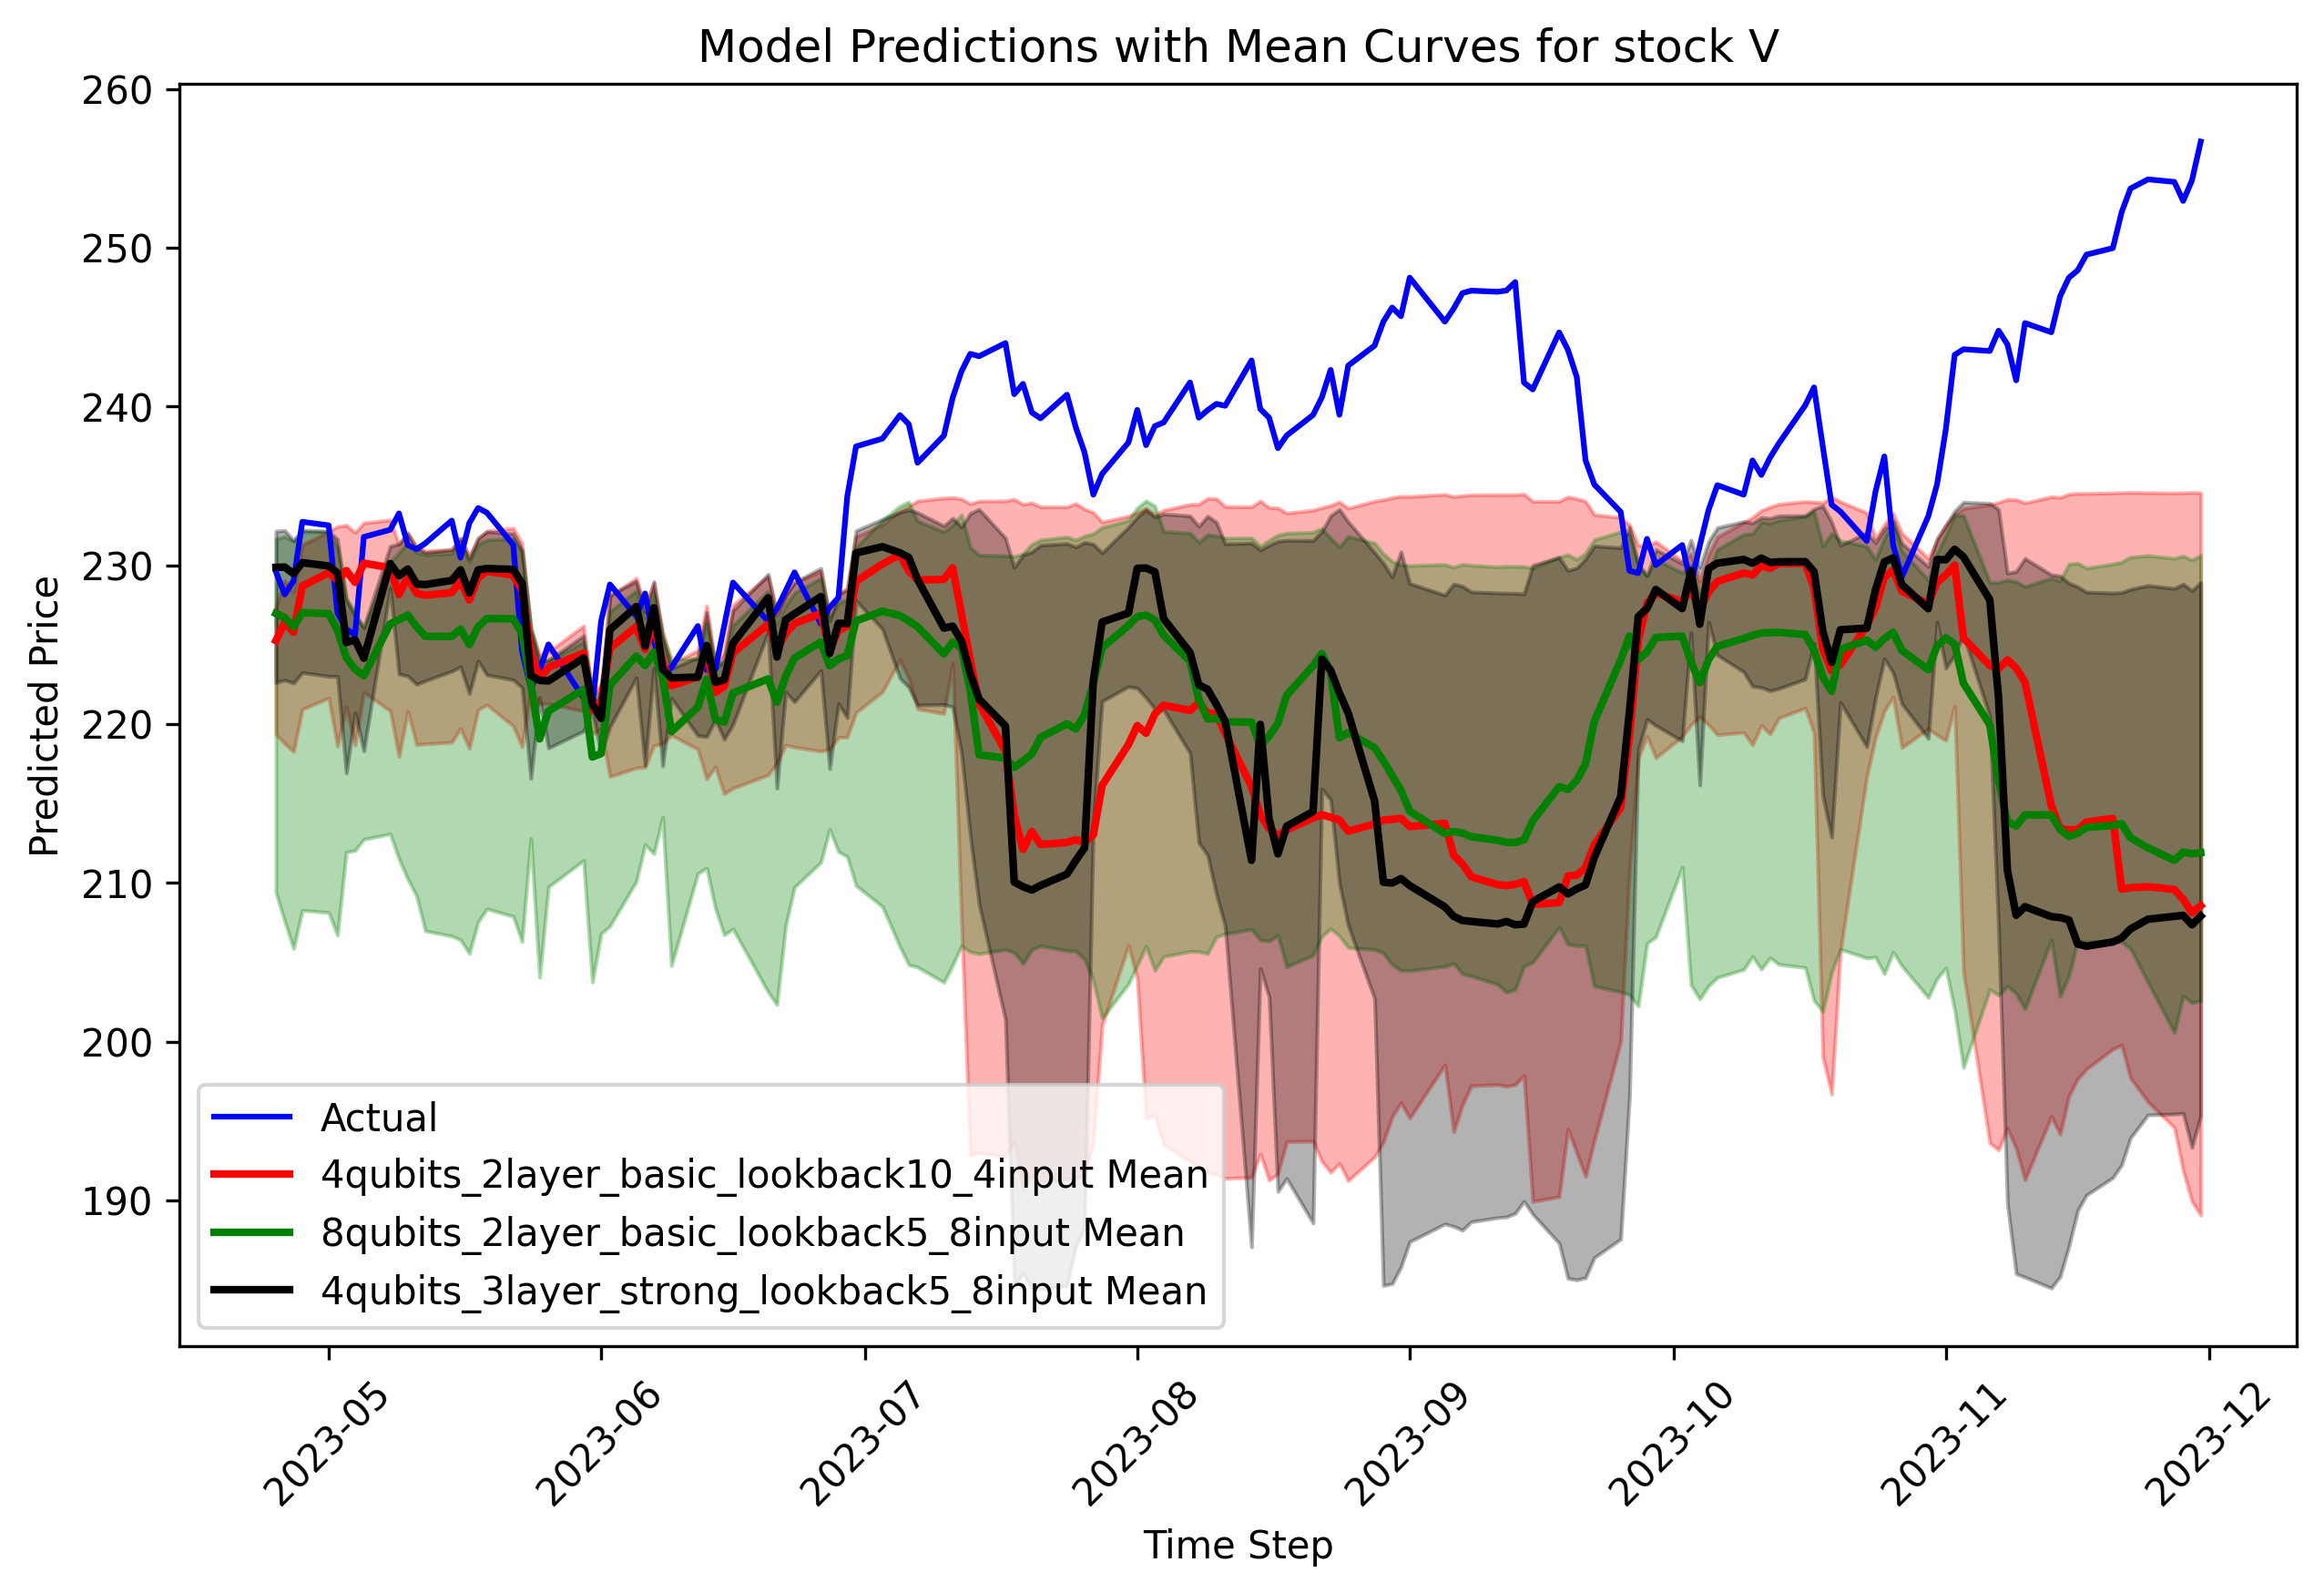 Model Predictions with Mean Curves for stock V
Predicted Price
260
250
240
230
220
210
200
190
Actual
4qubits_2layer_basic_lookback10_4input Mean
8qubits_2layer_basic_lookback5_8input Mean
4qubits_3layer_strong_lookback5_8input Mean
2023-05
2023-06
2023-07
2023-08
2023-09
2023-10
2023-11
2023-12
Time Step